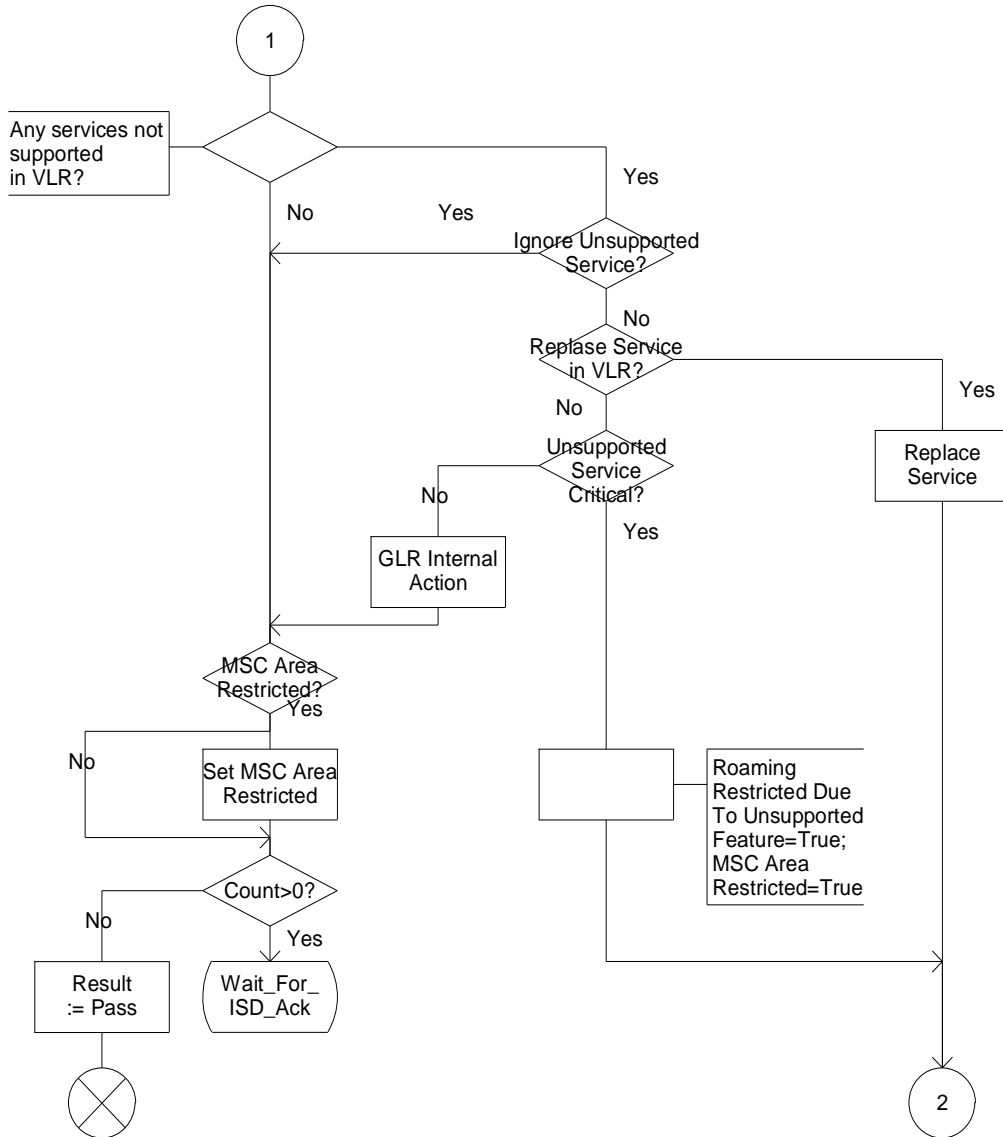 1
Any services not
supported
in VLR?
Yes
No
Yes
Ignore Unsupported
Service?
No
Replase Service
in VLR?
Yes
No
Unsupported
Service
Critical?
Replace
Service
No
Yes
GLR Internal
Action
MSC Area
Restricted?
Yes
No
Set MSC Area
Restricted
Roaming
Restricted Due
To Unsupported
Feature=True;
MSC Area
Restricted=True
Count>0?
No
Yes
Result
:= Pass
Wait_For_
ISD_Ack
2